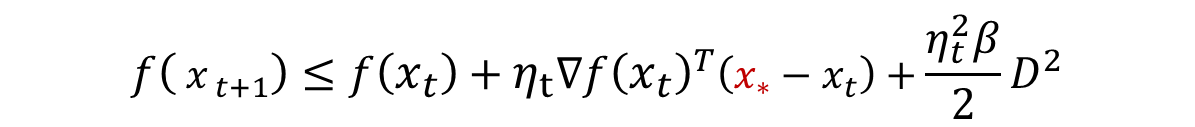 f( x_{t+1}) ≤ f(x_t) + η_t∇f(x_t)^T(x_* − x_t) + \frac{η_t^2 β}{2} D^2